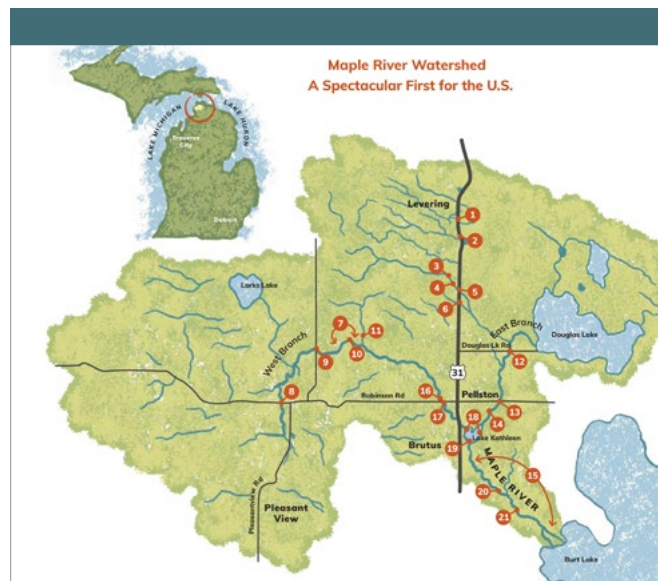 Maple River Watershed
A Spectacular First for the U.S.
LAKE MICHIGAN
LAKE HURON
Traverse
City
Detroit
Levering
1
2
3
4
5
6
Larks Lake
East Branch
Douglas Lake
Douglas Lk Rd
7
11
West Branch
9
10
12
31
8
Robinson Rd
16
Pellston
17
18
13
14
Lake Kathleen
Brutus
19
MAPLE RIVER
15
Pleasantview Rd
Pleasant
View
20
21
Burt Lake